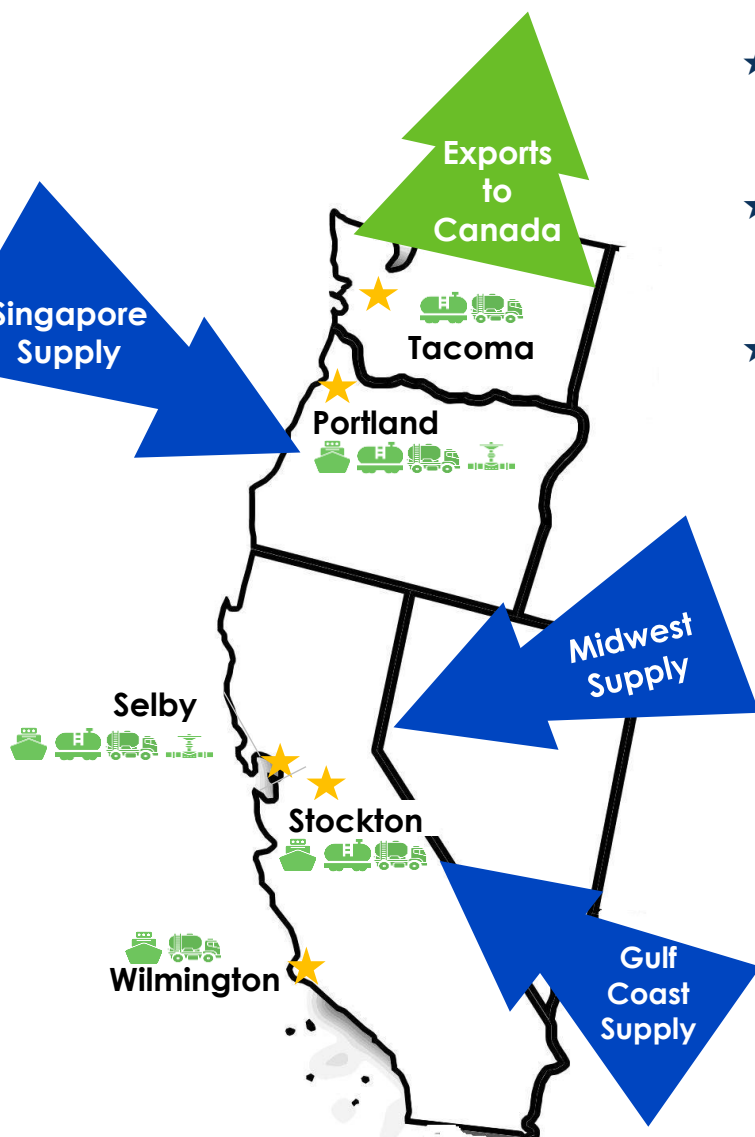 Exports
to
Canada
Singapore
Supply
Tacoma
Portland
Midwest
Supply
Selby
Stockton
Wilmington
Gulf
Coast
Supply